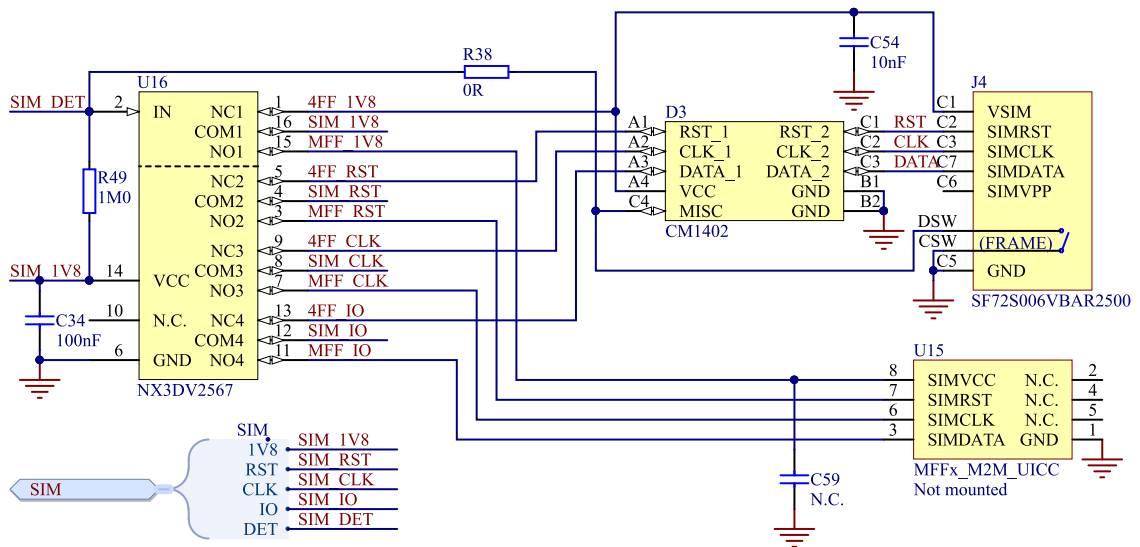 C54
10nF
R38
0R
U16
J4
SIM_DET
2
IN
NC1
1
4FF_1V8
COM1
16
SIM_1V8
NO1
15
MFF_1V8
NC2
5
4FF_RST
COM2
4
SIM_RST
NO2
3
MFF_RST
NC3
9
4FF_CLK
COM3
8
SIM_CLK
NO3
7
MFF_CLK
NC4
13
4FF_IO
COM4
12
SIM_IO
NO4
11
MFF_IO
R49
1M0
SIM_1V8
14
VCC
10
N.C.
6
GND
C34
100nF
NX3DV2567
D3
A1
RST_1
RST_2
C1
RST
A2
CLK_1
CLK_2
C2
CLK
A3
DATA_1
DATA_2
C3
DATA
A4
VCC
GND
B1
C4
MISC
GND
B2
CM1402
C1
VSIM
C2
SIMRST
C3
SIMCLK
C7
SIMDATA
C6
SIMVPP
DSW
CSW
(FRAME)
C5
GND
SF72S006VBAR2500
U15
8
SIMVCC
N.C.
2
7
SIMRST
N.C.
4
6
SIMCLK
N.C.
5
3
SIMDATA
GND
1
MFFx_M2M_UICC
Not mounted
C59
N.C.
SIM
SIM
1V8
SIM_1V8
RST
SIM_RST
CLK
SIM_CLK
IO
SIM_IO
DET
SIM_DET